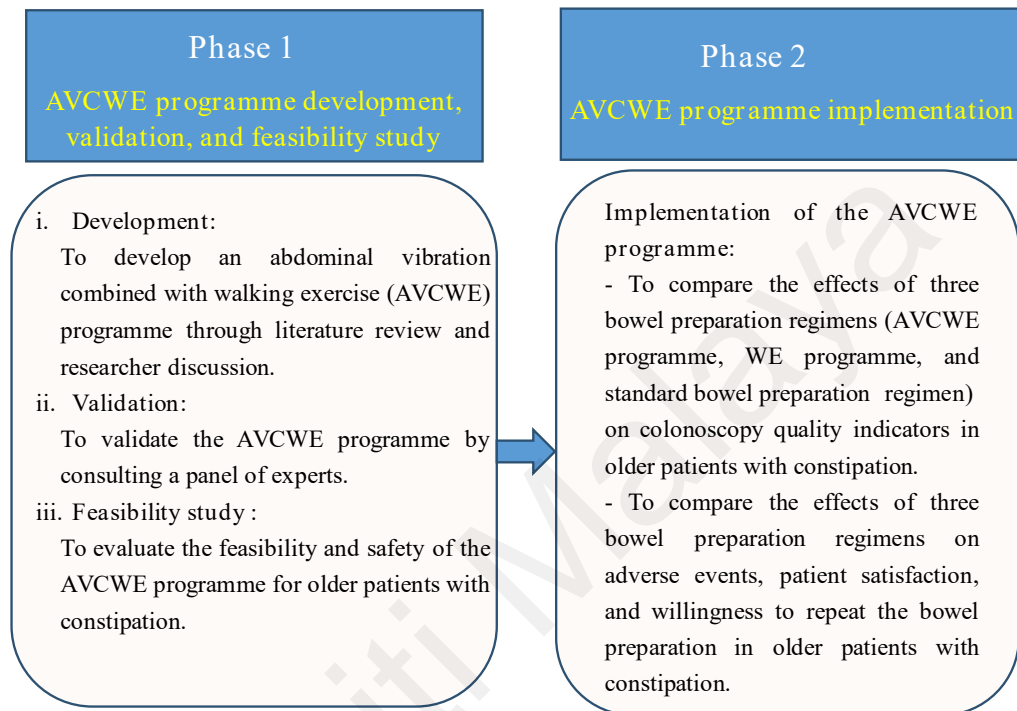 Phase 1
AVCWE programme development,
validation, and feasibility study
i. Development:
To develop an abdominal vibration
combined with walking exercise (AVCWE)
programme through literature review and
researcher discussion.
ii. Validation:
To validate the AVCWE programme by
consulting a panel of experts.
iii. Feasibility study :
To evaluate the feasibility and safety of the
AVCWE programme for older patients with
constipation.
Phase 2
AVCWE programme implementation
Implementation of the AVCWE
programme:
- To compare the effects of three
bowel preparation regimens (AVCWE
programme, WE programme, and
standard bowel preparation regimen)
on colonoscopy quality indicators in
older patients with constipation.
- To compare the effects of three
bowel preparation regimens on
adverse events, patient satisfaction,
and willingness to repeat the bowel
preparation in older patients with
constipation.
iti Malaya